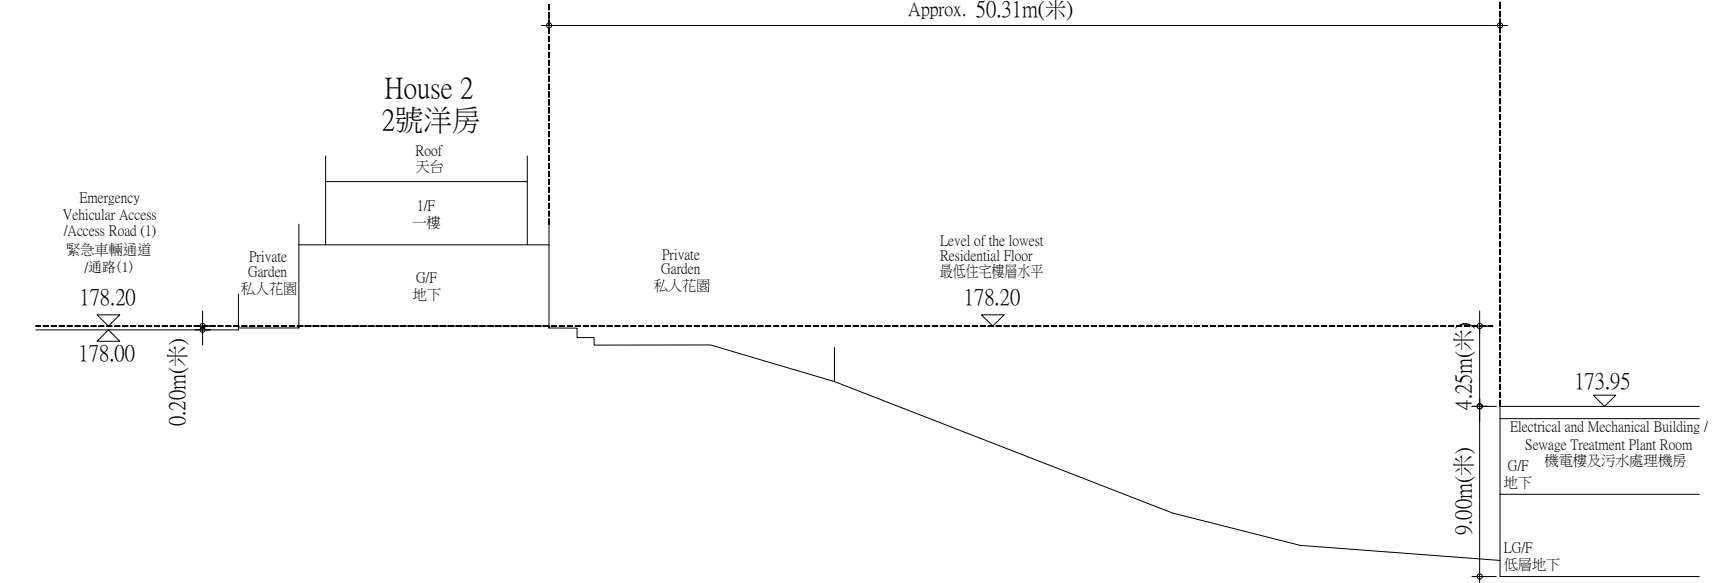 Approx. 50.31m(米)
House 2
2號洋房
Roof
天台
1/F
一樓
G/F
地下
Emergency
Vehicular Access
/Access Road (1)
緊急車輛通道
/通路(1)
178.20
178.00
0.20m(米)
Private
Garden
私人花園
Private
Garden
私人花園
Level of the lowest
Residential Floor
最低住宅樓層水平
178.20
4.25m(米)
173.95
Electrical and Mechanical Building /
Sewage Treatment Plant Room
機電樓及污水處理機房
G/F
地下
9.00m(米)
LG/F
低層地下